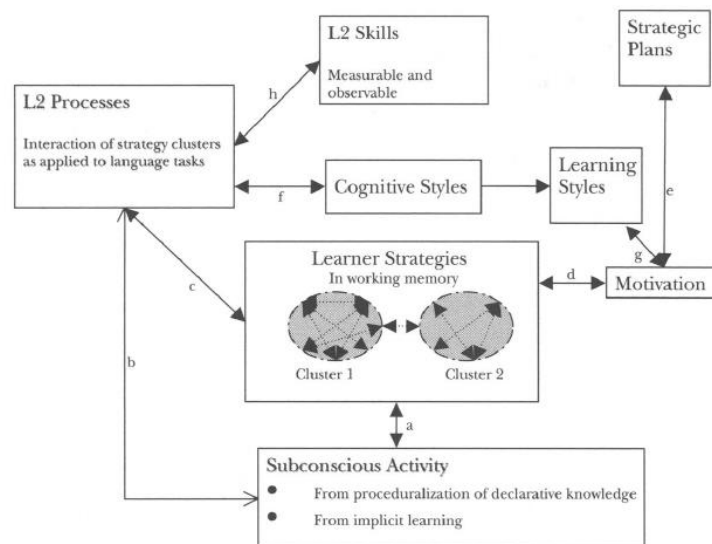 L2 Skills
Measurable and
observable
Strategic
Plans
L2 Processes
Interaction of strategy clusters
as applied to language tasks
h
Cognitive Styles
f
Learning
Styles
e
g
Motivation
Learner Strategies
In working memory
Cluster 1
Cluster 2
c
d
b
a
Subconscious Activity
● From proceduralization of declarative knowledge
● From implicit learning